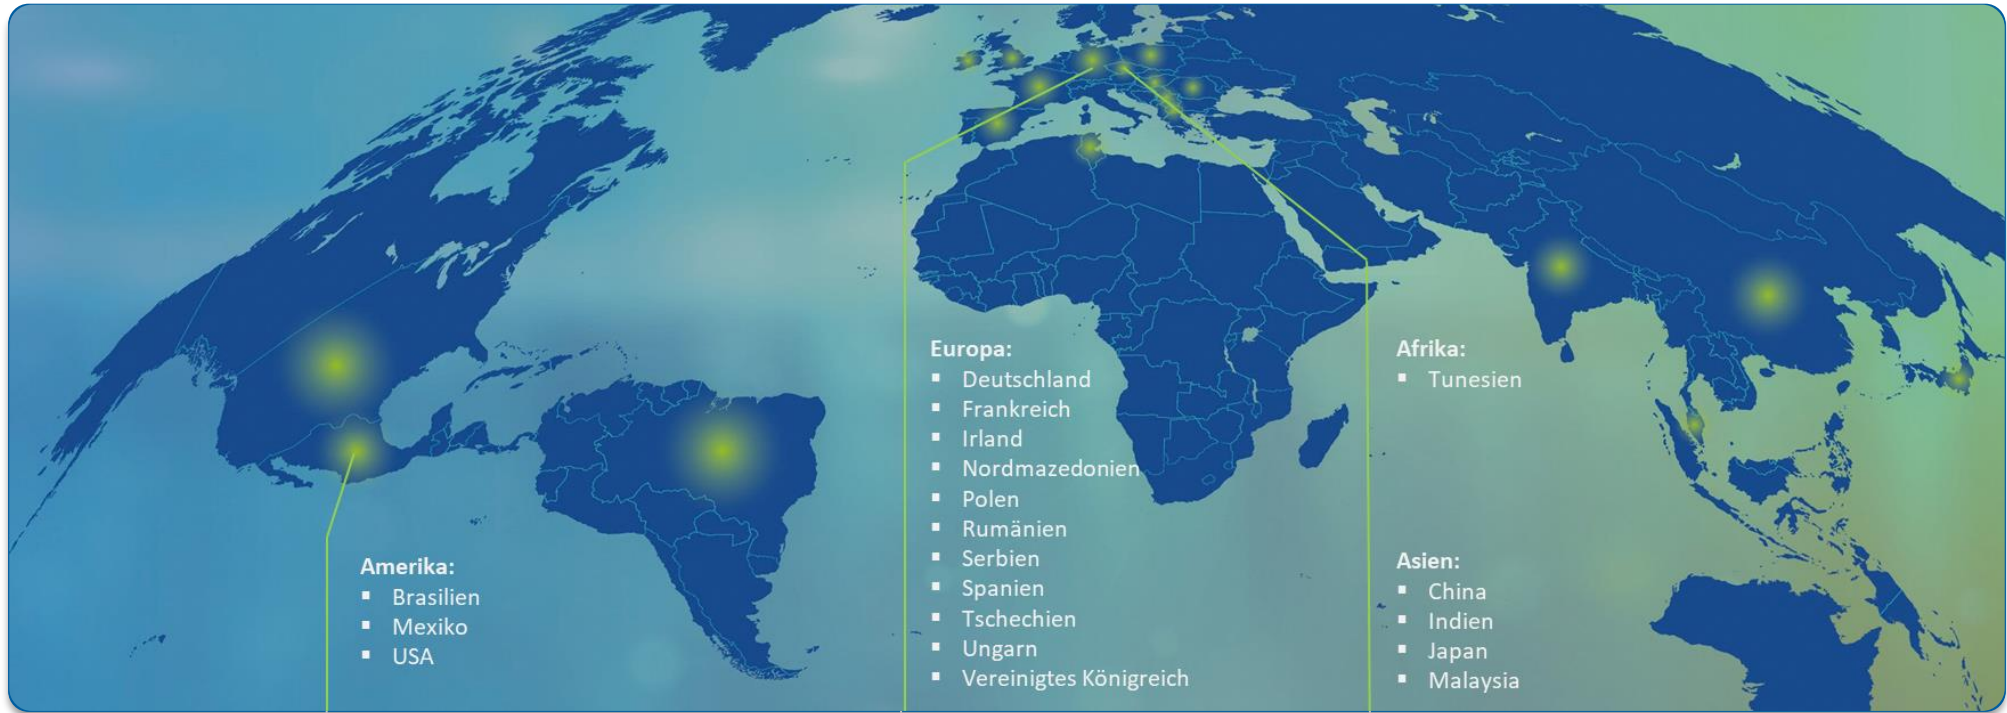 Europa:
▪ Deutschland
▪ Frankreich
▪ Irland
▪ Nordmazedonien
▪ Polen
▪ Rumänien
▪ Serbien
▪ Spanien
▪ Tschechien
▪ Ungarn
▪ Vereinigtes Königreich
Afrika:
▪ Tunesien
Amerika:
▪ Brasilien
▪ Mexiko
▪ USA
Asien:
▪ China
▪ Indien
▪ Japan
▪ Malaysia